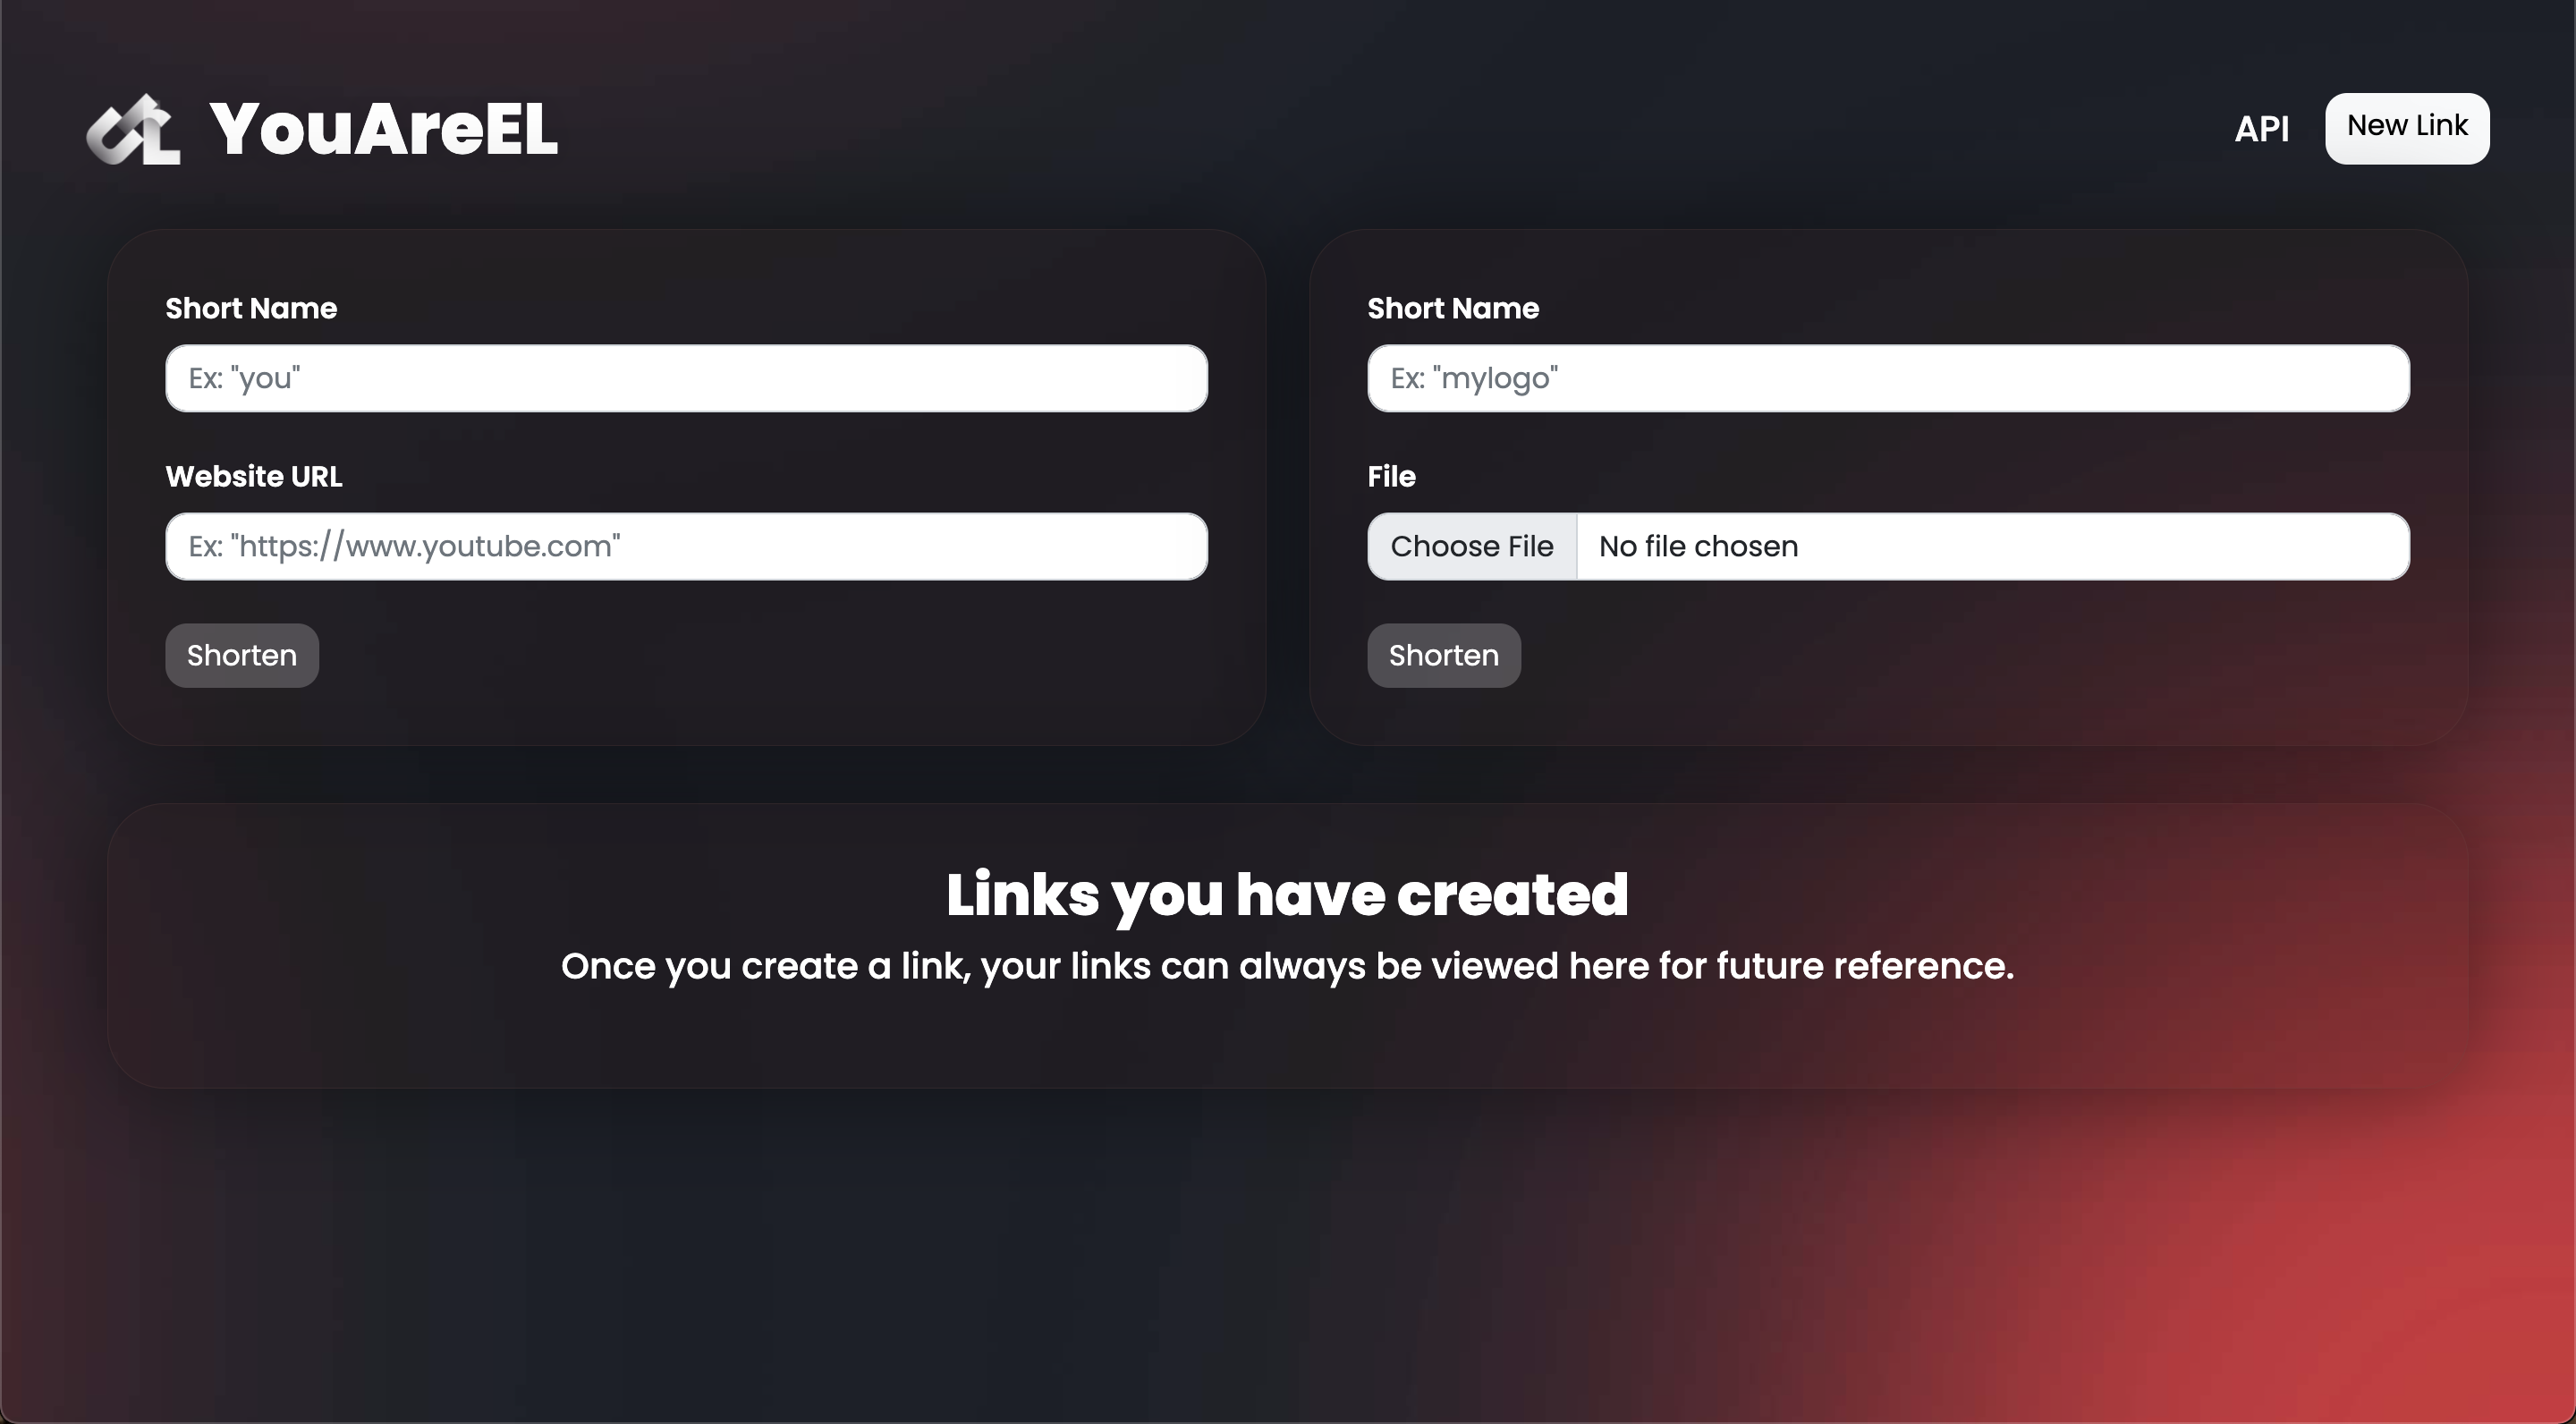 YouAreEL
API
New Link
Short Name
Ex: "you"
Website URL
Ex: "https://www.youtube.com"
Shorten
Short Name
Ex: "mylogo"
File
Choose File
No file chosen
Shorten
Links you have created
Once you create a link, your links can always be viewed here for future reference.